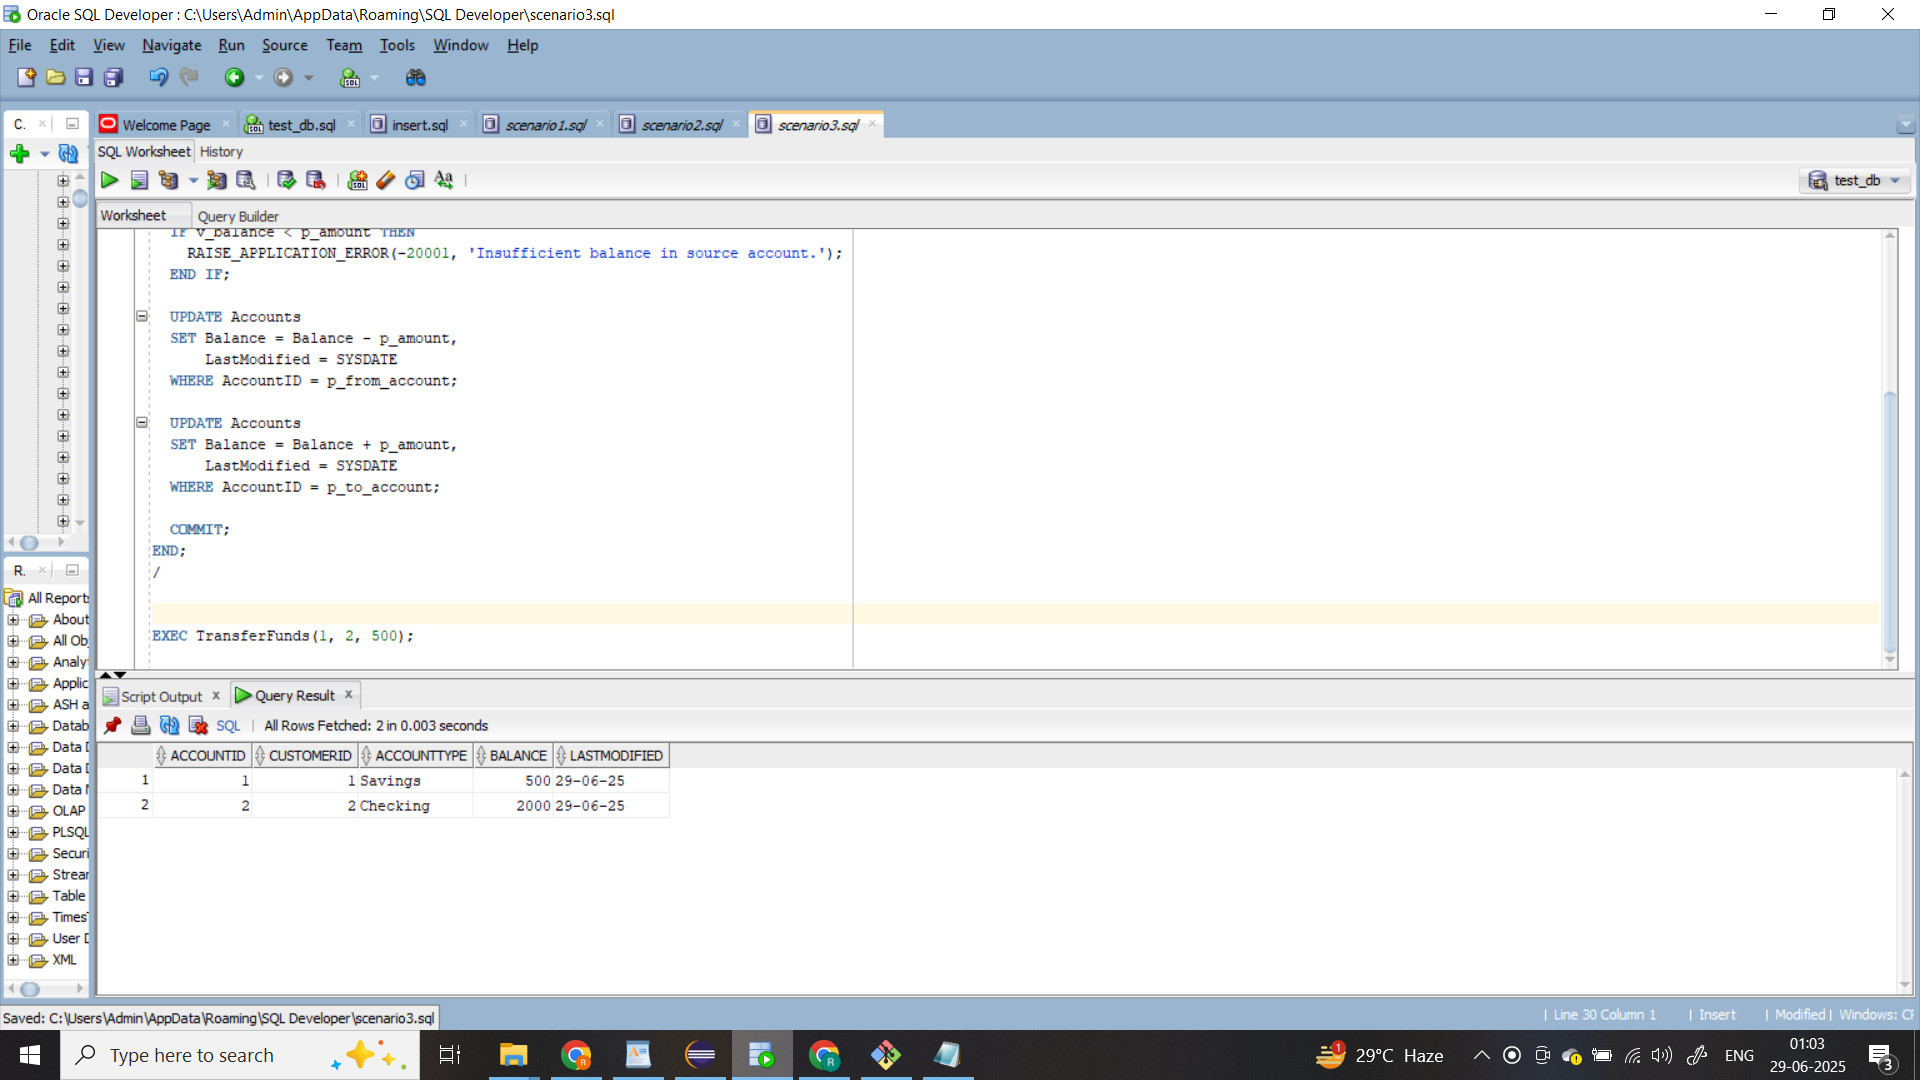 Oracle SQL Developer : C:\Users\Admin\AppData\Roaming\SQL Developer\scenario3.sql
File Edit View Navigate Run Source Team Tools Window Help
C.
Welcome Page test_db.sql insert.sql scenario1.sql scenario2.sql scenario3.sql
SQL Worksheet History
test_db
Worksheet Query Builder
IF v_balance < p_amount THEN
RAISE_APPLICATION_ERROR(-20001, 'Insufficient balance in source account.');
END IF;
UPDATE Accounts
SET Balance = Balance - p_amount,
LastModified = SYSDATE
WHERE AccountID = p_from_account;
UPDATE Accounts
SET Balance = Balance + p_amount,
LastModified = SYSDATE
WHERE AccountID = p_to_account;
COMMIT;
END;
/
EXEC TransferFunds(1, 2, 500);
R.
All Reports
About
All Ob
Analy
Applic
ASH a
Datab
Data D
Data D
Data M
OLAP
PLSQL
Securi
Strear
Table
Times
User D
XML
Script Output Query Result
SQL | All Rows Fetched: 2 in 0.003 seconds
ACCOUNTID CUSTOMERID ACCOUNTTYPE BALANCE LASTMODIFIED
1 1 1 Savings 500 29-06-25
2 2 2 Checking 2000 29-06-25
Saved: C:\Users\Admin\AppData\Roaming\SQL Developer\scenario3.sql
| Line 30 Column 1 | Insert | Modified | Windows: CF
Type here to search
1
29°C Haze
ENG
01:03
29-06-2025
3